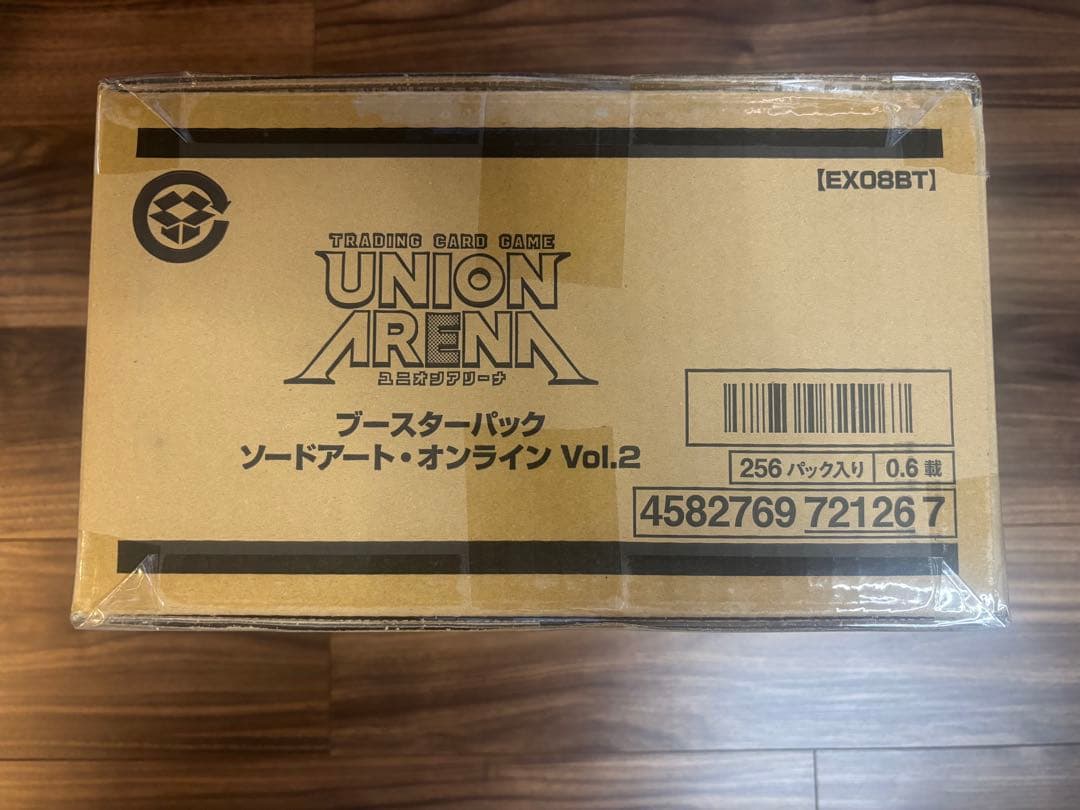 【EX08BT】
TRADING CARD GAME
UNION
ARENA
ユニオンアリーナ
ブースターパック
ソードアート・オンライン Vol.2
256 パック入り 0.6 載
4582769 72126 7